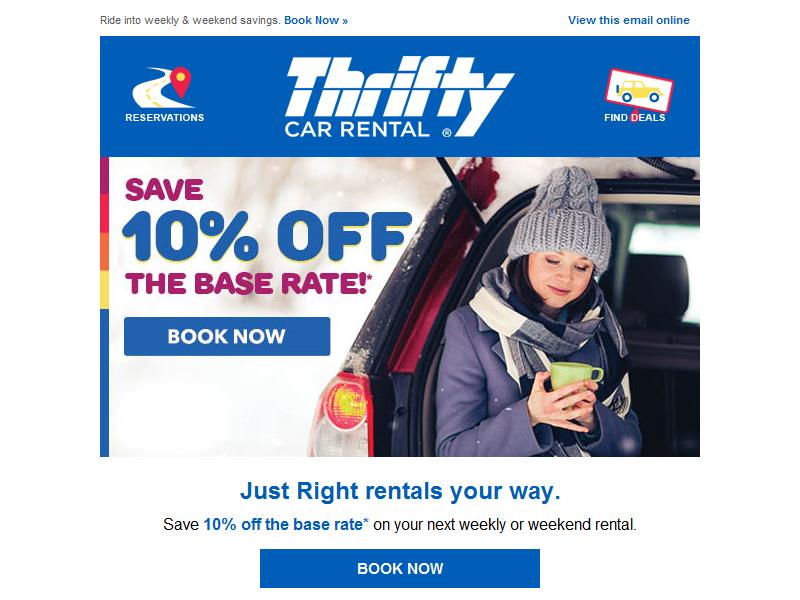 Ride into weekly & weekend savings. Book Now »
View this email online
RESERVATIONS
Thrifty
CAR RENTAL ®
FIND DEALS
SAVE
10% OFF
THE BASE RATE!*
BOOK NOW
Just Right rentals your way.
Save 10% off the base rate* on your next weekly or weekend rental.
BOOK NOW